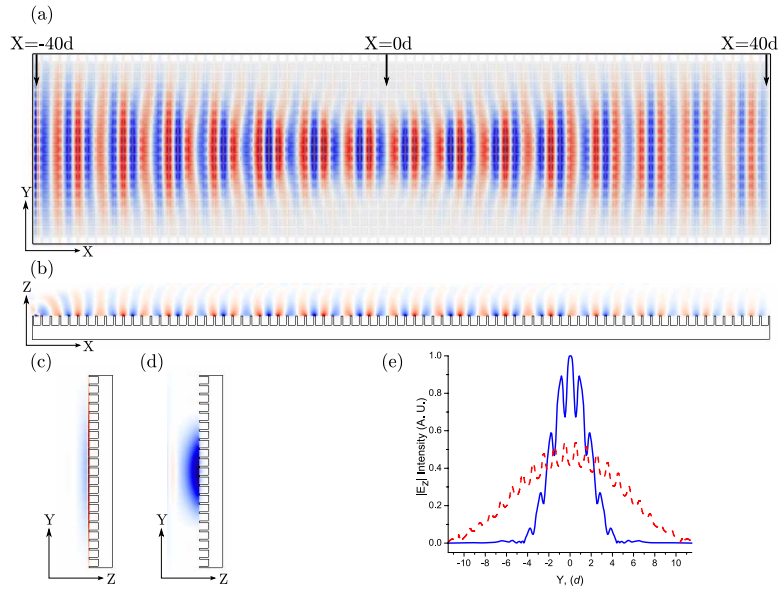 (a)
X=-40d X=0d X=40d
Y
X
(b)
Z
X
(c) (d) (e)
Y
Z
Y
Z
|E_z| Intensity (A. U.)
1.0
0.8
0.6
0.4
0.2
0.0
-10 -8 -6 -4 -2 0 2 4 6 8 10
Y, (d)